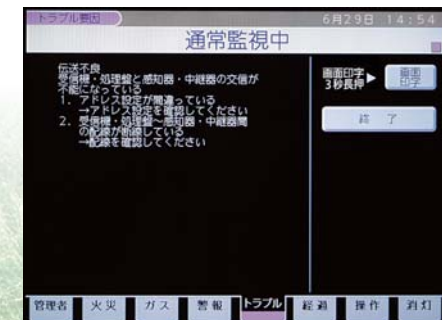 トラブル要因
6月29日 14:54
通常監視中
伝送不良
受信機・処理盤と感知器・中継器の交信が
不能になっている
1. アドレス設定が間違っている
→アドレス設定を確認してください
2. 受信機・処理盤～感知器・中継器間
の配線が断線している
→配線を確認してください
画面印字▶
3秒長押
画面
印字
終 了
管理者 火災 ガス 警報 トラブル 経過 操作 消灯